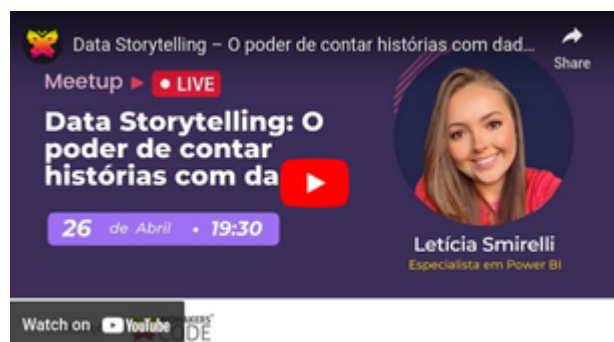 Data Storytelling – O poder de contar histórias com dad...
Share
Meetup LIVE
Data Storytelling: O
poder de contar
histórias com da
26 de Abril • 19:30
Letícia Smirelli
Especialista em Power BI
Watch on YouTube
CODE